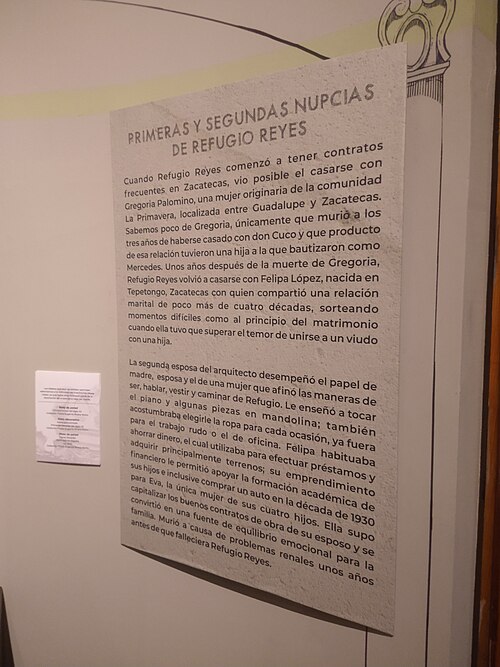 PRIMERAS Y SEGUNDAS NUPCIAS
DE REFUGIO REYES
Cuando Refugio Reyes comenzó a tener contratos
frecuentes en Zacatecas, vio posible el casarse con
Gregoria Palomino, una mujer originaria de la comunidad
La Primavera, localizada entre Guadalupe y Zacatecas.
Sabemos poco de Gregoria, únicamente que murió a los
tres años de haberse casado con don Cuco y que producto
de esa relación tuvieron una hija a la que bautizaron como
Mercedes. Unos años después de la muerte de Gregoria,
Refugio Reyes volvió a casarse con Felipa López, nacida en
Tepetongo, Zacatecas con quien compartió una relación
marital de poco más de cuatro décadas, sorteando
momentos difíciles como al principio del matrimonio
cuando ella tuvo que superar el temor de unirse a un viudo
con una hija.
La segunda esposa del arquitecto desempeñó el papel de
madre, esposa y el de una mujer que afinó las maneras de
ser, hablar, vestir y caminar de Refugio. Le enseñó a tocar
el piano y algunas piezas en mandolina; también
acostumbraba elegirle la ropa para cada ocasión, ya fuera
para el trabajo rudo o el de oficina. Felipa habituaba
ahorrar dinero, el cual utilizaba para efectuar préstamos y
adquirir principalmente terrenos; su emprendimiento
financiero le permitió apoyar la formación académica de
sus hijos e inclusive comprar un auto en la década de 1930
para Eva, la única mujer de sus cuatro hijos. Ella supo
capitalizar los buenos contratos de obra de su esposo y se
convirtió en una fuente de equilibrio emocional para la
familia. Murió a causa de problemas renales unos años
antes de que falleciera Refugio Reyes.